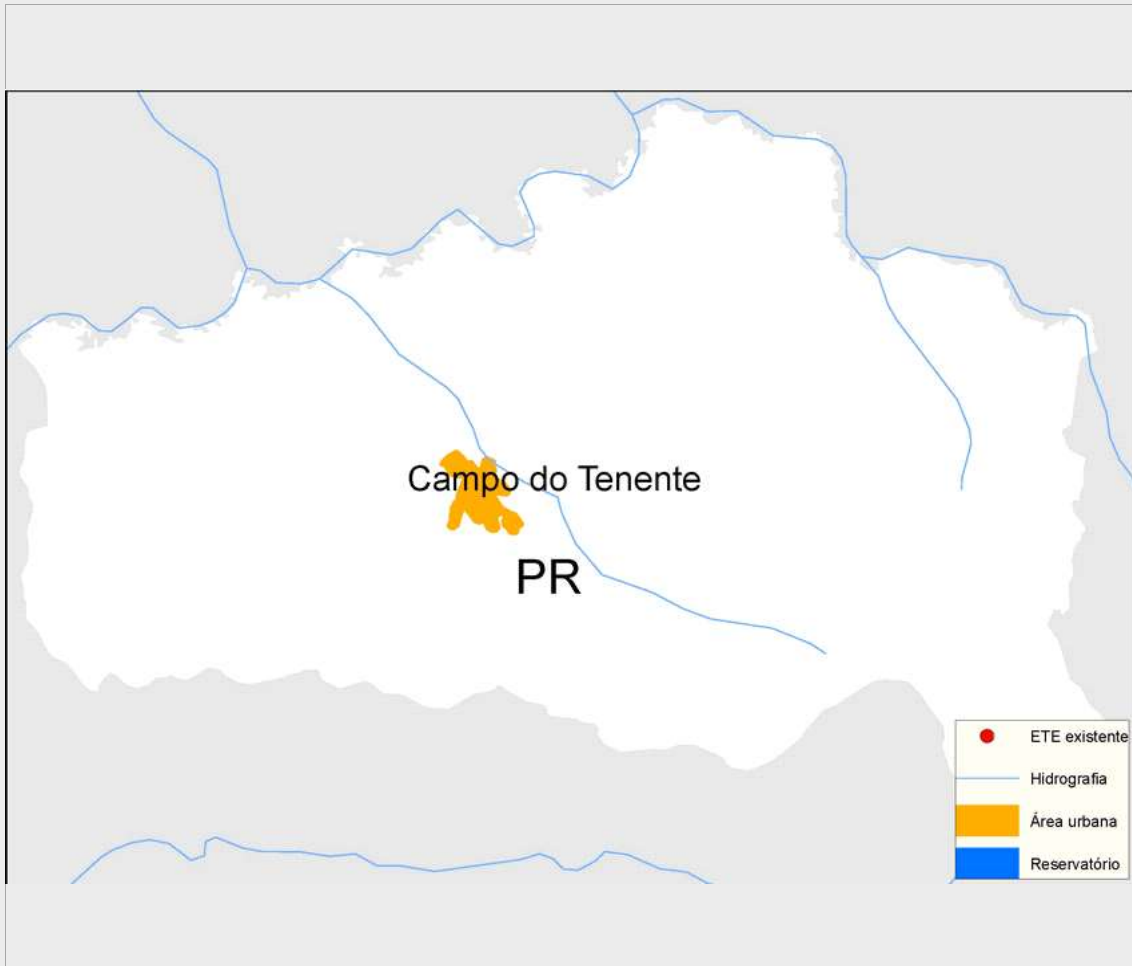 Campo do Tenente
PR
ETE existente
Hidrografia
Área urbana
Reservatório